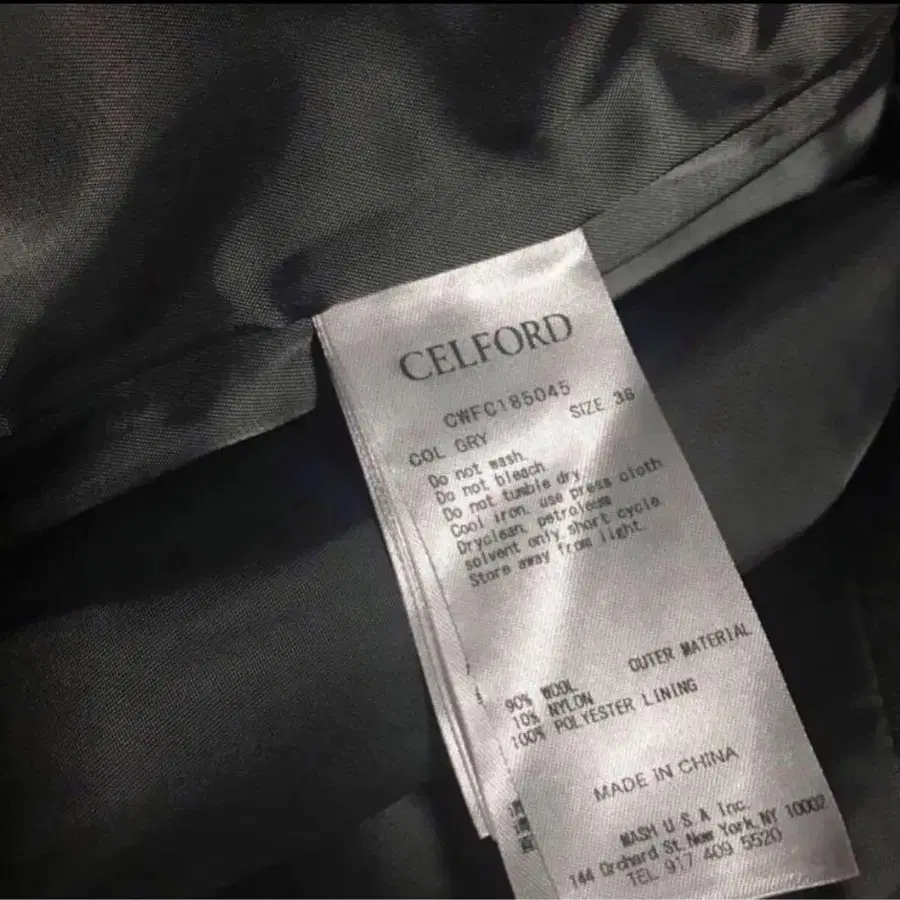 CELFORD
CWFC185045
COL GRY SIZE 36
Do not wash.
Do not bleach.
Do not tumble dry.
Cool iron, use press cloth
Dryclean, petroleum
solvent only short cycle.
Store away from light.
OUTER MATERIAL
90% WOOL
10% NYLON
100% POLYESTER LINING
MADE IN CHINA
MASH U S A Inc.
144 Orchard St.New York,NY 10002
TEL 917 409 5520